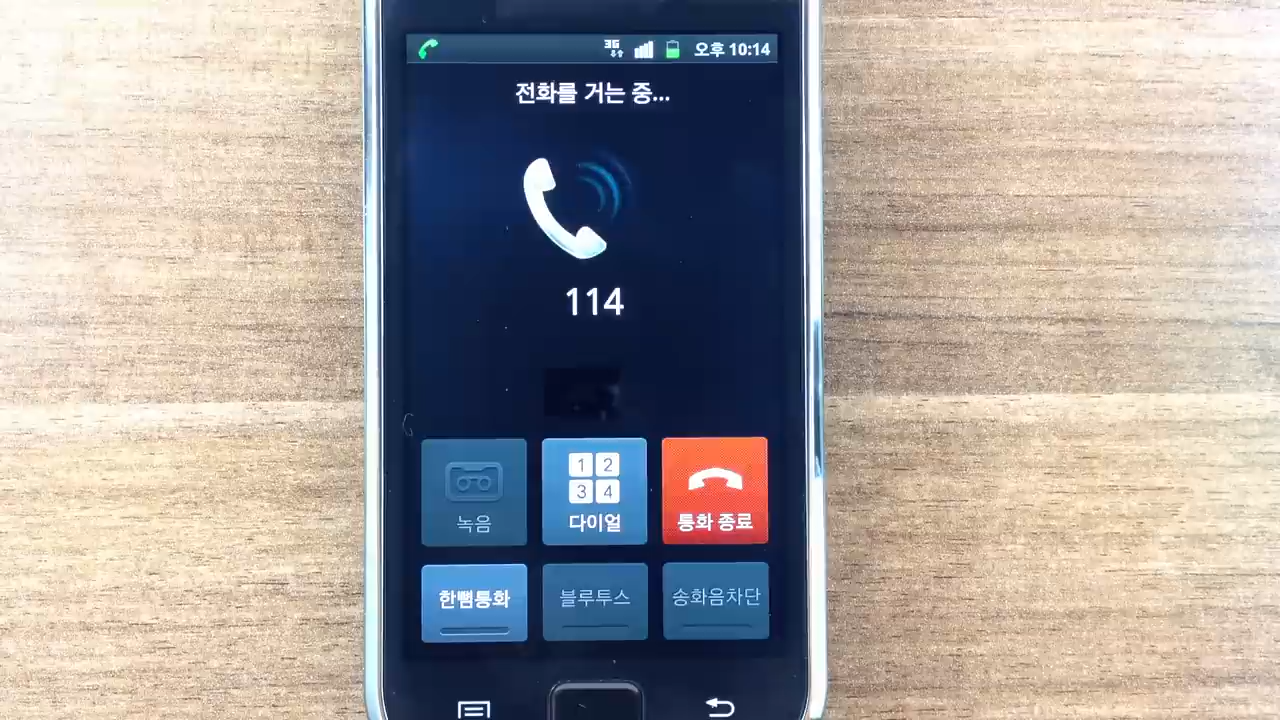 3G
오후 10:14
전화를 거는 중...
114
1 2
3 4
녹음
다이얼
통화 종료
한뼘통화
블루투스
송화음차단